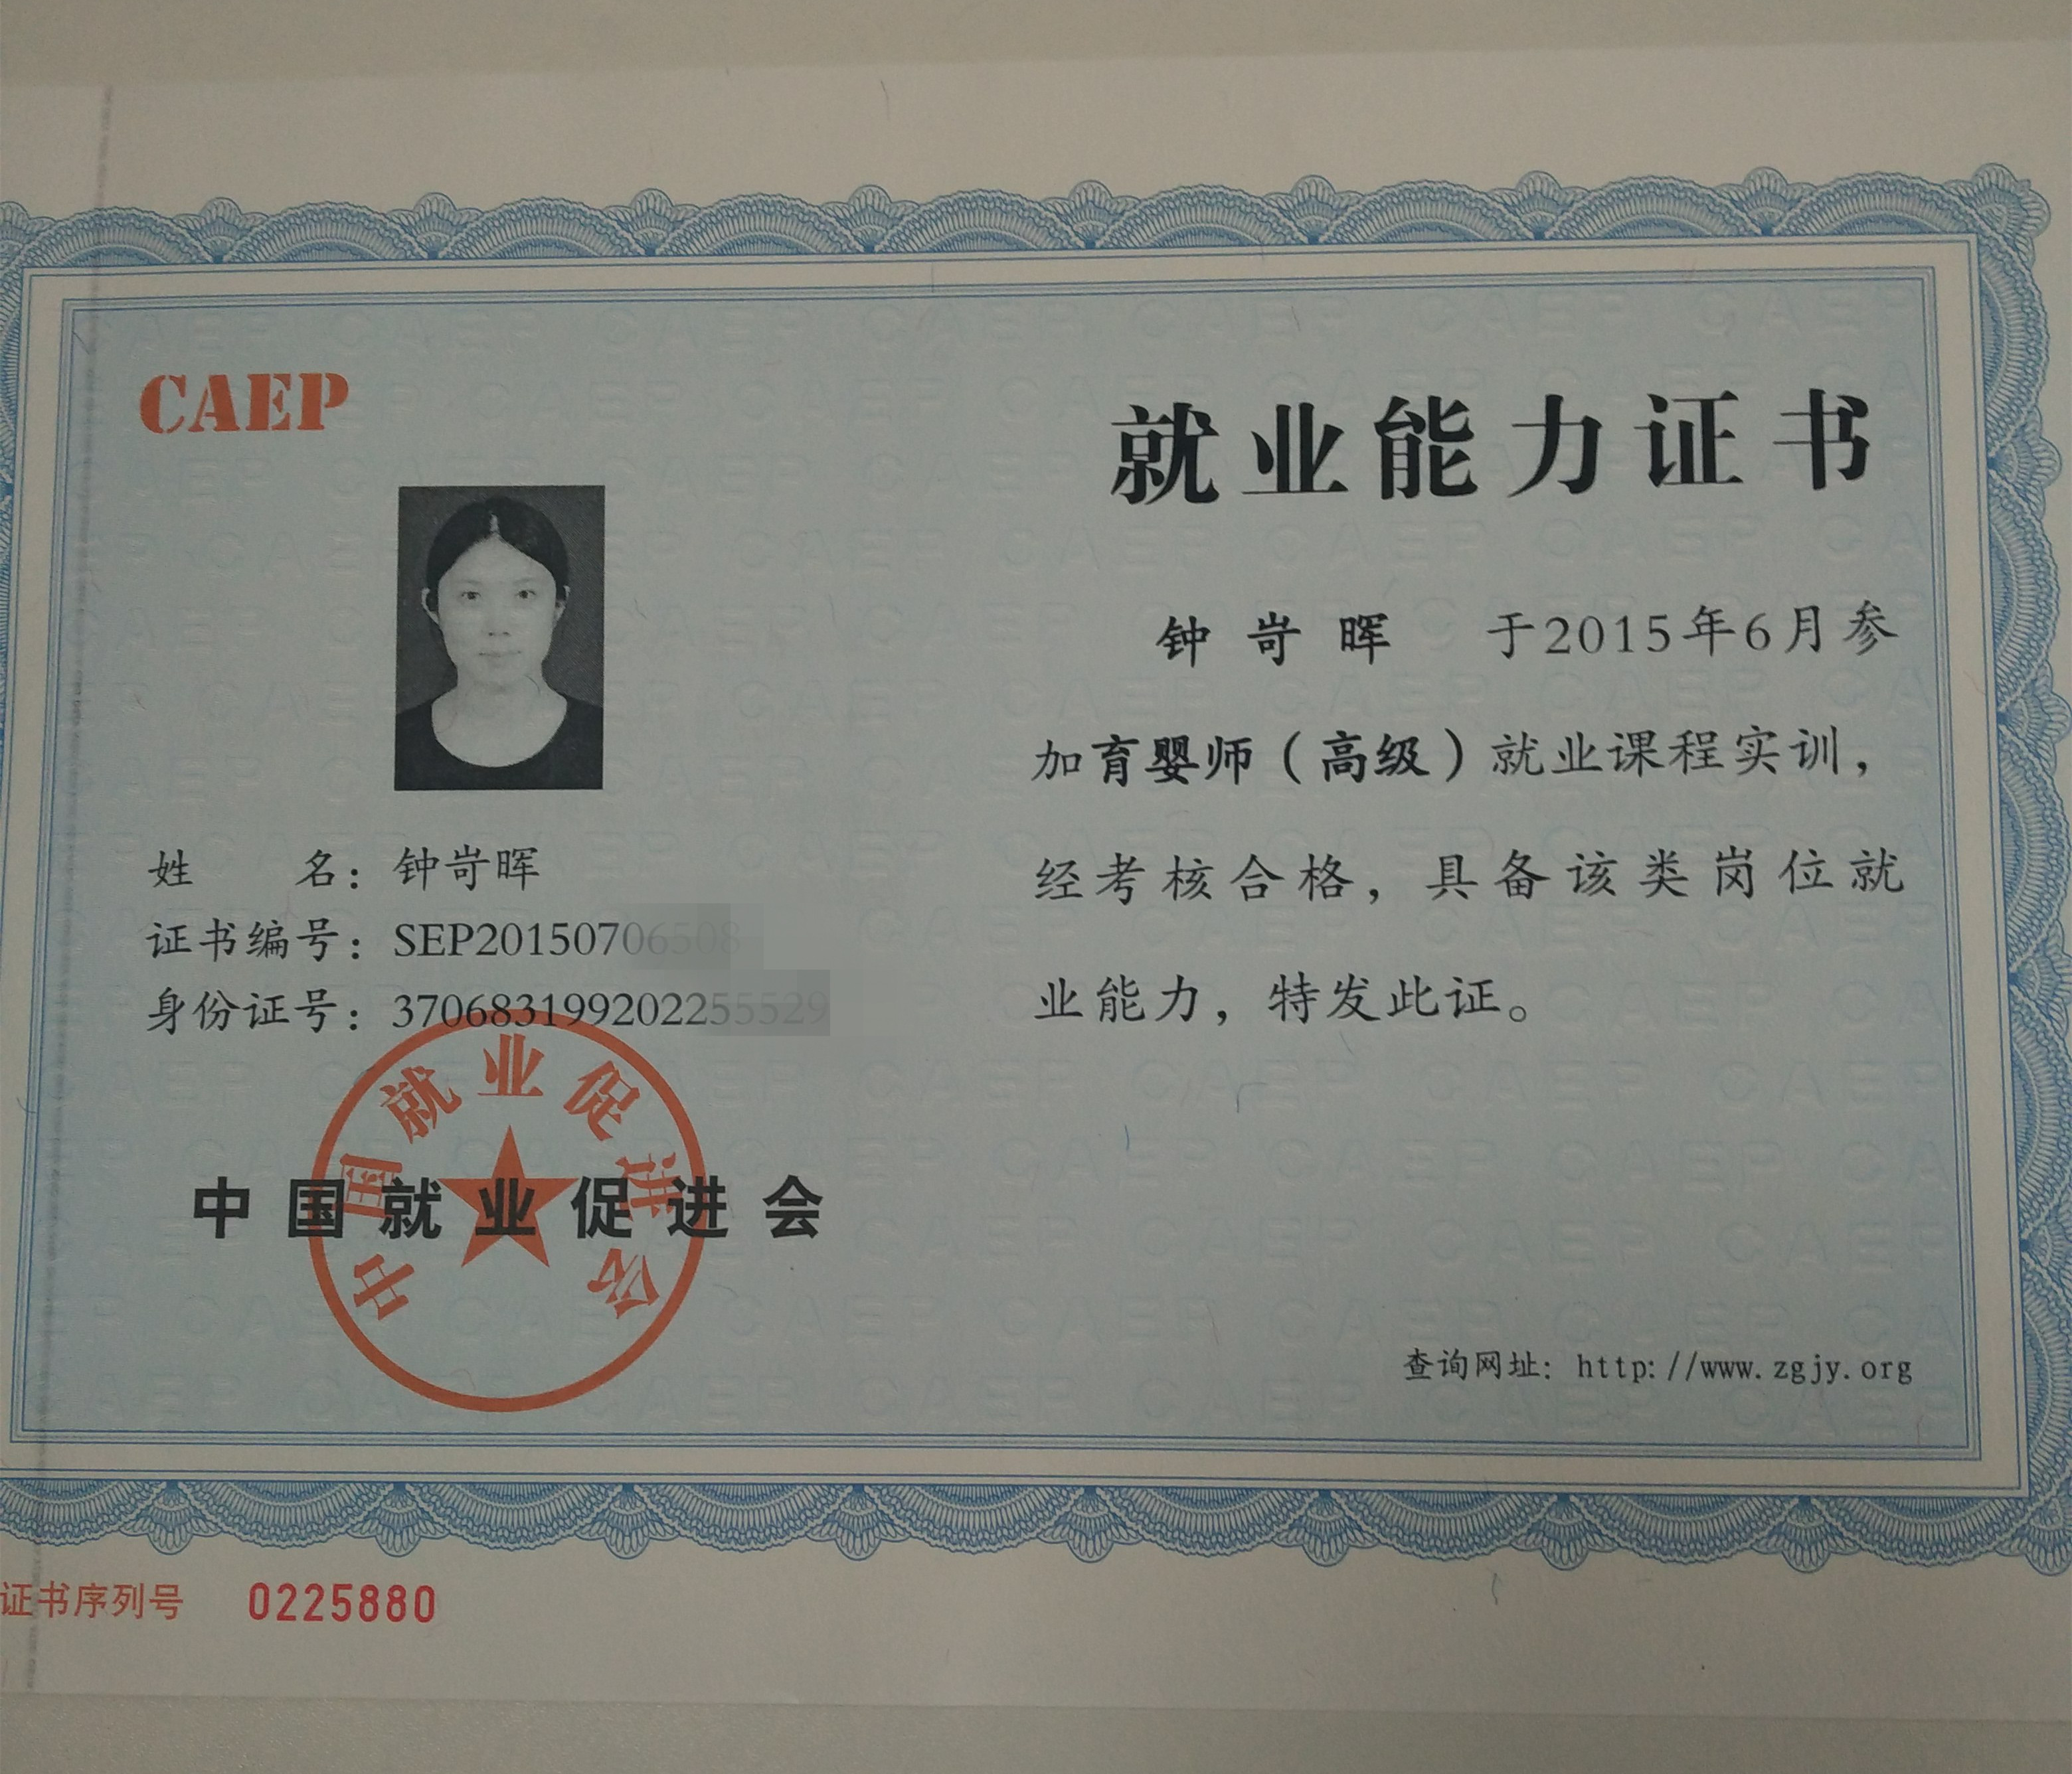 CAEP
就业能力证书
钟岢晖 于2015年6月参
加育婴师（高级）就业课程实训，
经考核合格，具备该类岗位就
业能力，特发此证。
姓 名：钟岢晖
证书编号：SEP201507
身份证号：3706831992022
中国就业促进会
中国就业促进会
查询网址：http://www.zgjy.org
证书序列号 0225880